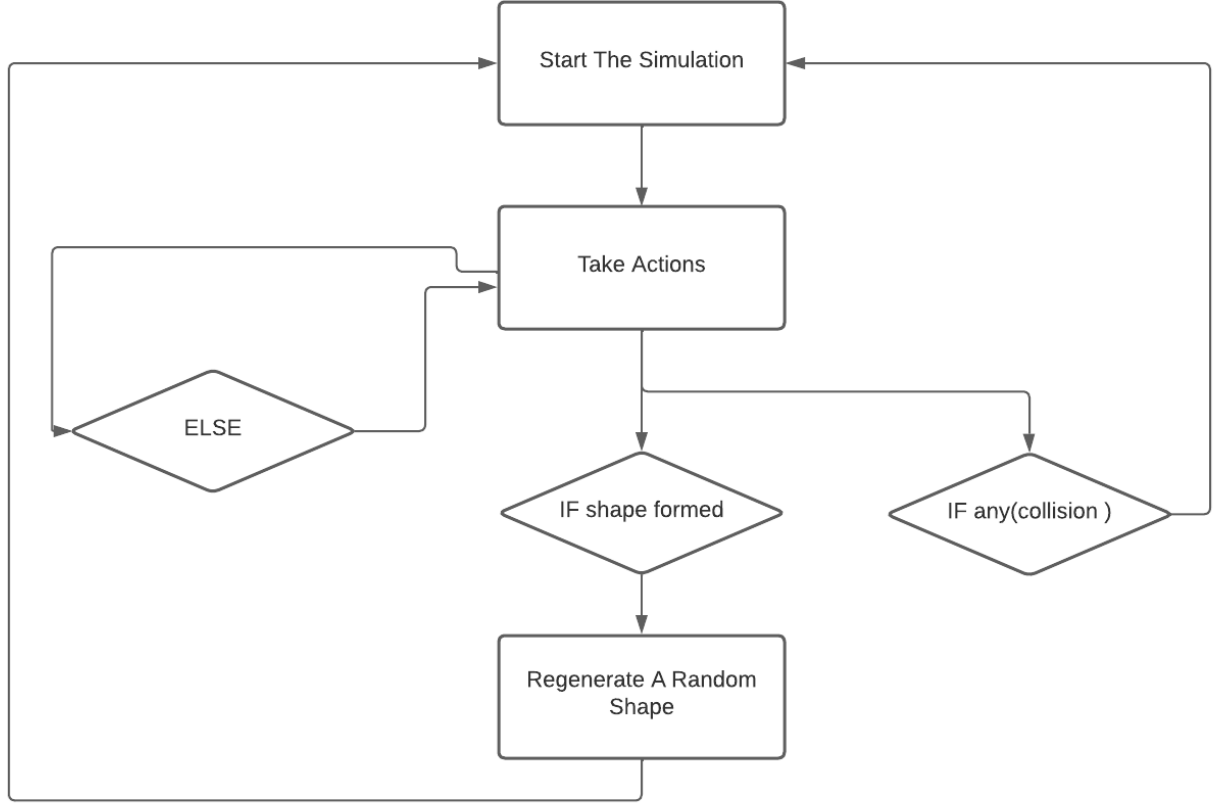 Start The Simulation
Take Actions
ELSE
IF shape formed
IF any(collision )
Regenerate A Random
Shape